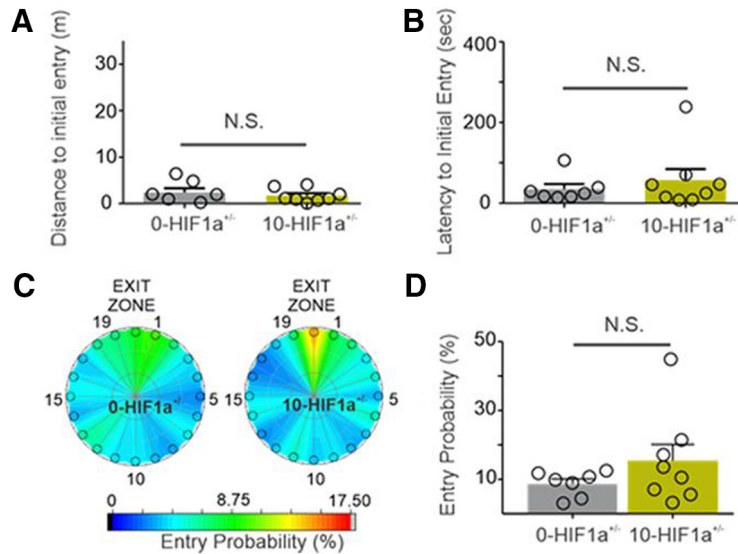 A
Distance to initial entry (m)
30
20
10
0
N.S.
0-HIF1a+/-
10-HIF1a+/-
B
Latency to Initial Entry (sec)
400
200
0
N.S.
0-HIF1a+/-
10-HIF1a+/-
C
EXIT
ZONE
19
1
15
5
10
0-HIF1a+/-
EXIT
ZONE
19
1
15
5
10
10-HIF1a+/-
0
8.75
17.50
Entry Probability (%)
D
Entry Probability (%)
50
30
10
N.S.
0-HIF1a+/-
10-HIF1a+/-